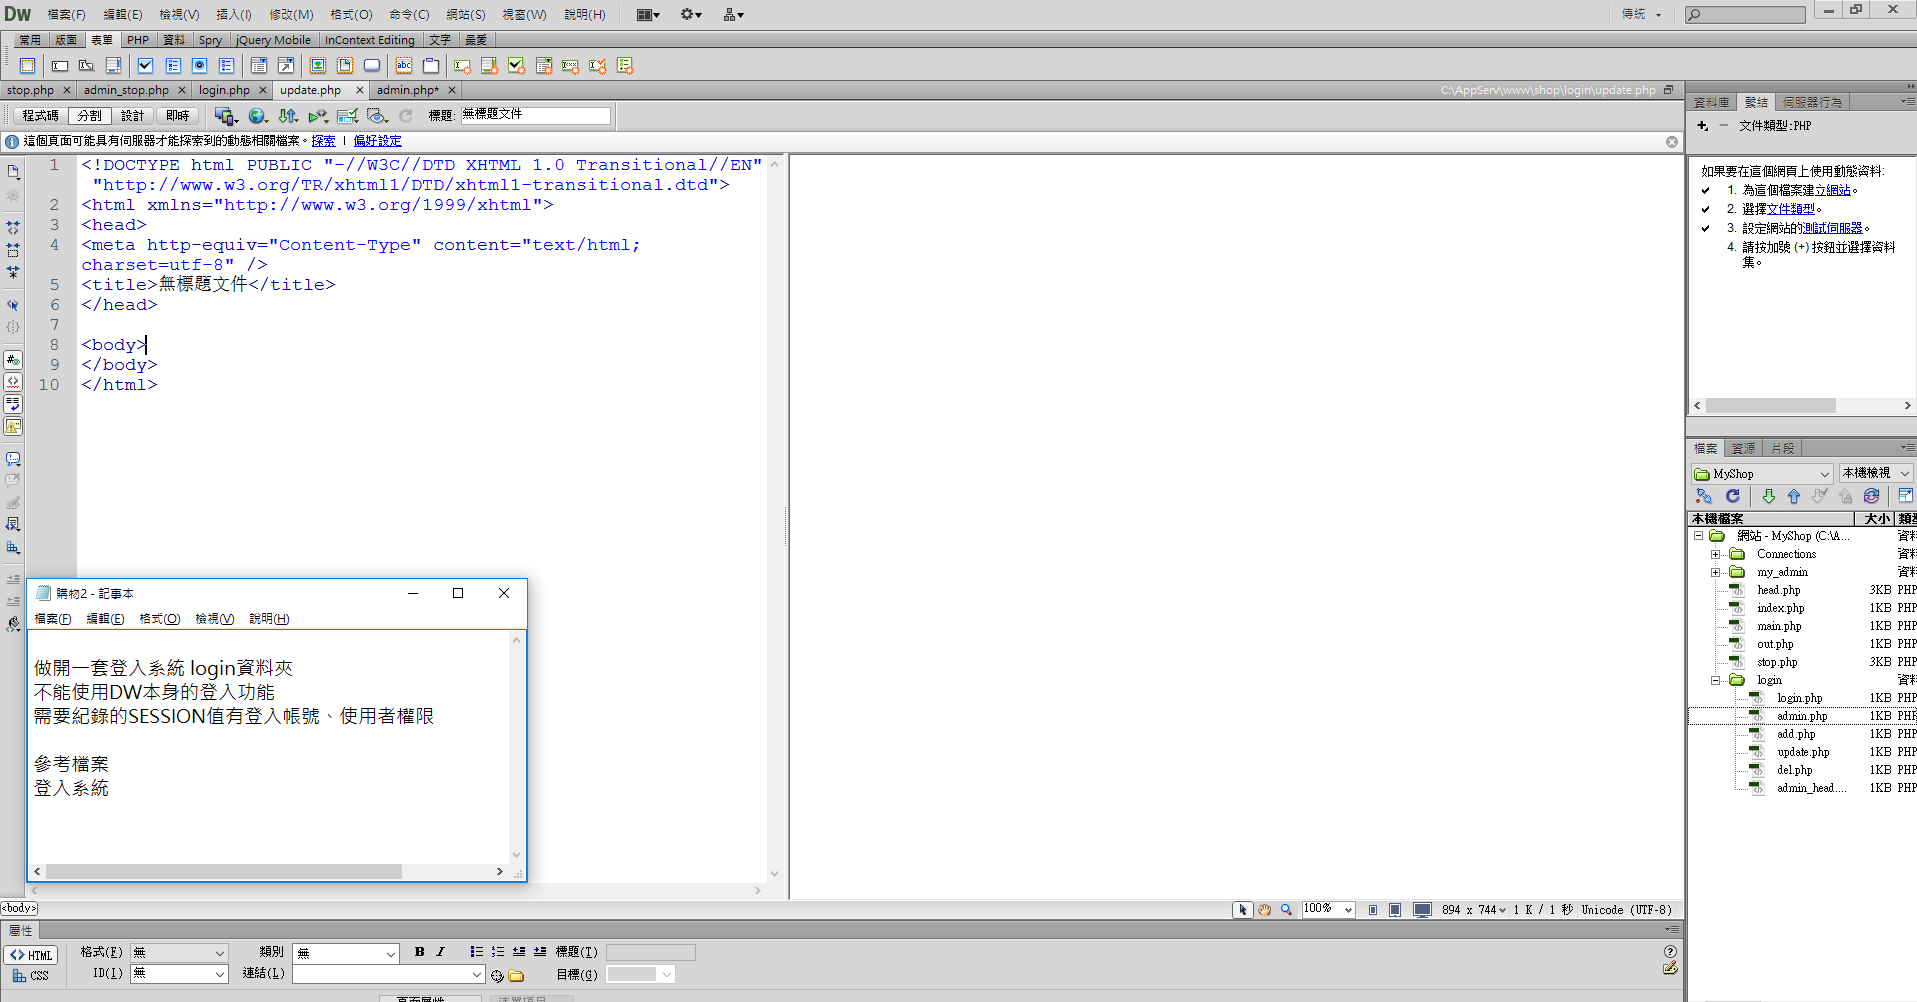 Dw 檔案(F) 編輯(E) 檢視(V) 插入(I) 修改(M) 格式(O) 命令(C) 網站(S) 視窗(W) 說明(H) 傳統
常用 版面 表單 PHP 資料 Spry jQuery Mobile InContext Editing 文字 最愛
stop.php admin_stop.php login.php update.php admin.php* C:\AppServ\www\shop\login\update.php
程式碼 分割 設計 即時 標題: 無標題文件
這個頁面可能具有伺服器才能探索到的動態相關檔案。 探索 | 偏好設定
1 <!DOCTYPE html PUBLIC "-//W3C//DTD XHTML 1.0 Transitional//EN"
"http://www.w3.org/TR/xhtml1/DTD/xhtml1-transitional.dtd">
2 <html xmlns="http://www.w3.org/1999/xhtml">
3 <head>
4 <meta http-equiv="Content-Type" content="text/html;
charset=utf-8" />
5 <title>無標題文件</title>
6 </head>
7
8 <body>
9 </body>
10 </html>
購物2 - 記事本
檔案(F) 編輯(E) 格式(O) 檢視(V) 說明(H)
做開一套登入系統 login資料夾
不能使用DW本身的登入功能
需要紀錄的SESSION值有登入帳號、使用者權限
參考檔案
登入系統
資料庫 繫結 伺服器行為
文件類型:PHP
如果要在這個網頁上使用動態資料:
1. 為這個檔案建立網站。
2. 選擇文件類型。
3. 設定網站的測試伺服器。
4. 請按加號 (+) 按鈕並選擇資料
集。
檔案 資源 片段
MyShop 本機檢視
本機檔案 大小 類型
網站 - MyShop (C:\A... 資料
Connections 資料
my_admin 資料
head.php 3KB PHP
index.php 1KB PHP
main.php 1KB PHP
out.php 1KB PHP
stop.php 3KB PHP
login 資料
login.php 1KB PHP
admin.php 1KB PHP
add.php 1KB PHP
update.php 1KB PHP
del.php 1KB PHP
admin_head.... 1KB PHP
<body> 100% 894 x 744 1 K / 1 秒 Unicode (UTF-8)
屬性
<> HTML 格式(F) 無 類別 無 B I 標題(T)
CSS ID(I) 無 連結(L) 目標(G)
頁面屬性... 清單項目...